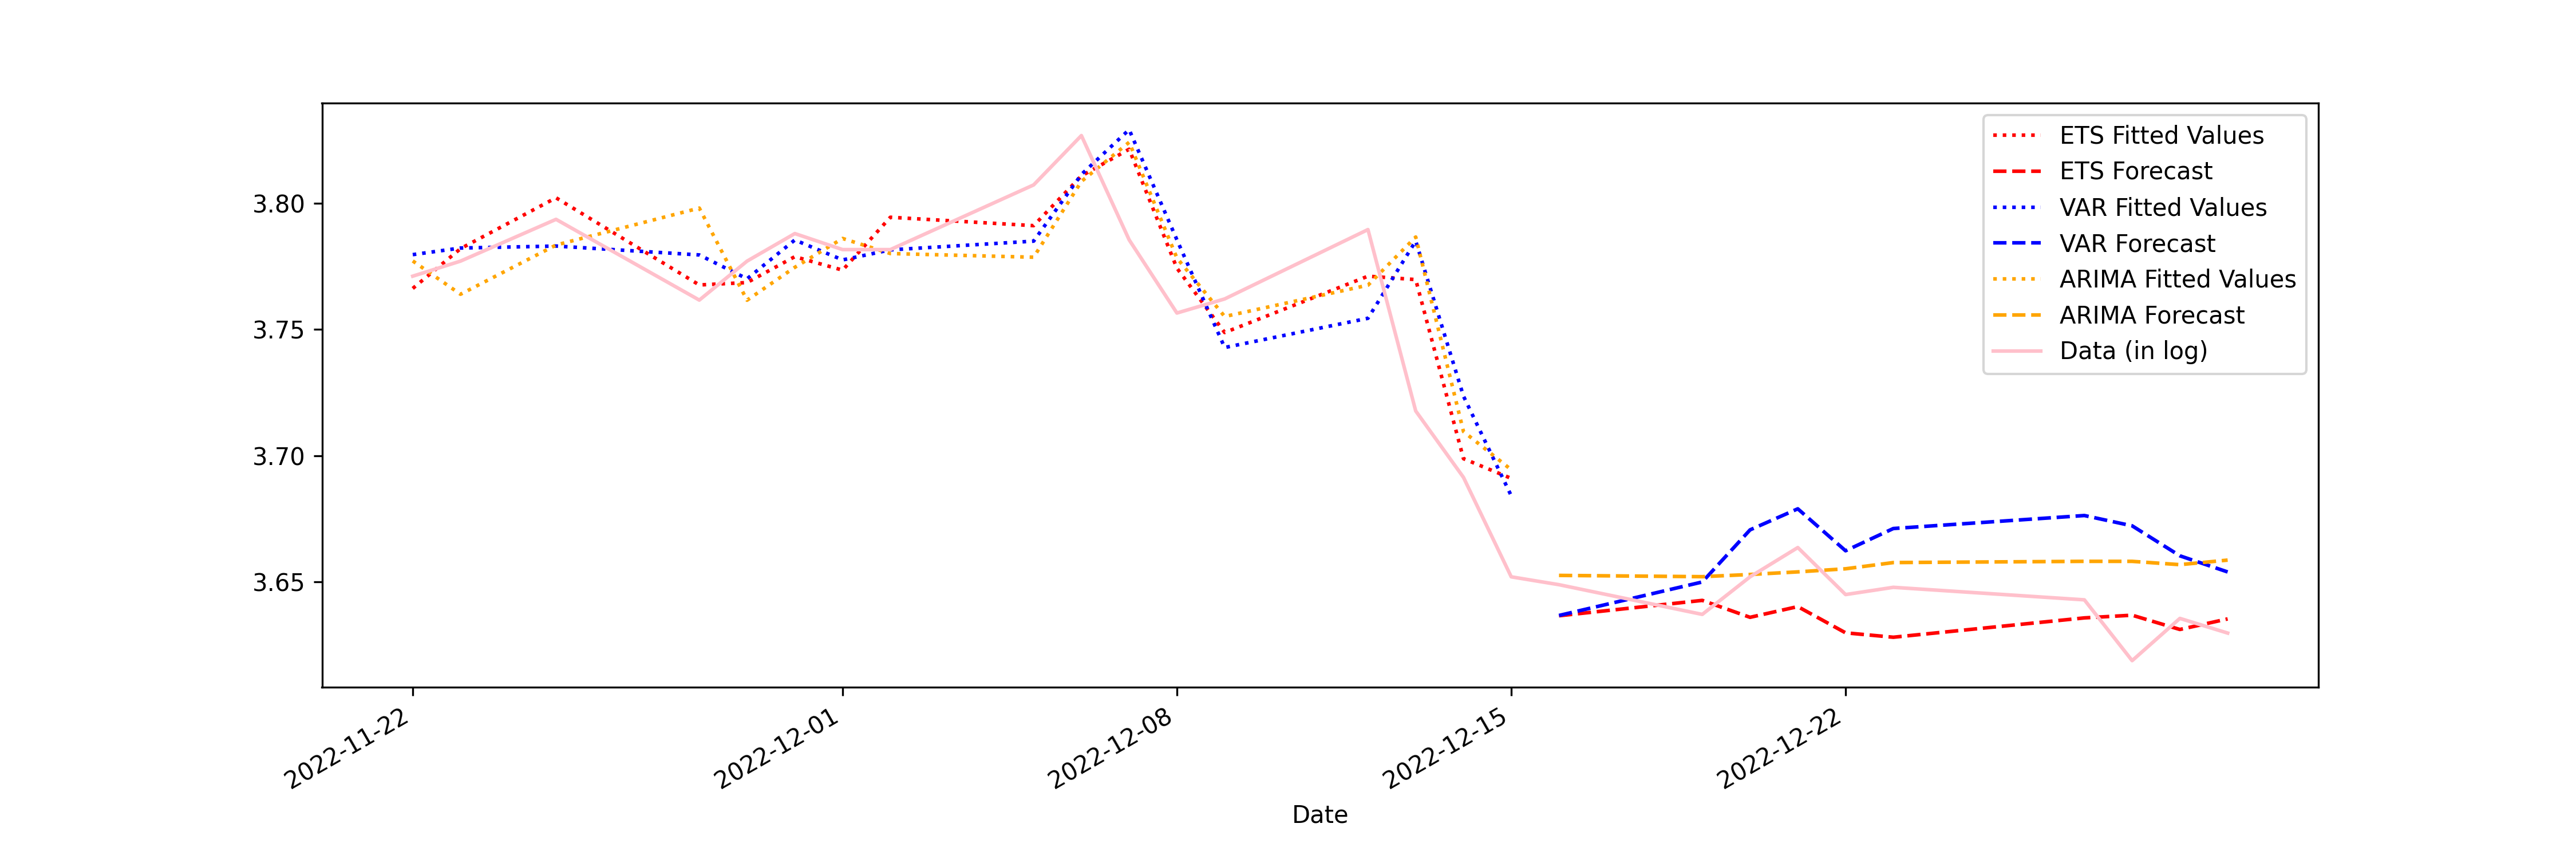 ETS Fitted Values
ETS Forecast
VAR Fitted Values
VAR Forecast
ARIMA Fitted Values
ARIMA Forecast
Data (in log)
3.80
3.75
3.70
3.65
2022-11-22
2022-12-01
2022-12-08
2022-12-15
2022-12-22
Date